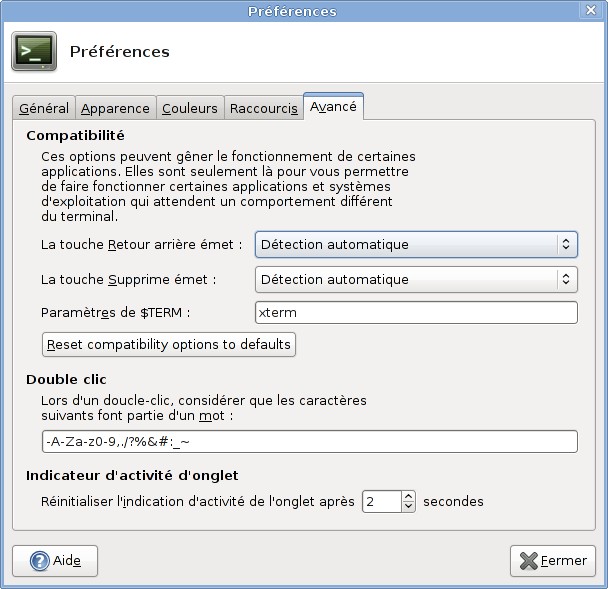 Préférences
Préférences
Général Apparence Couleurs Raccourcis Avancé
Compatibilité
Ces options peuvent gêner le fonctionnement de certaines
applications. Elles sont seulement là pour vous permettre
de faire fonctionner certaines applications et systèmes
d'exploitation qui attendent un comportement différent
du terminal.
La touche Retour arrière émet : Détection automatique
La touche Supprime émet : Détection automatique
Paramètres de $TERM : xterm
Reset compatibility options to defaults
Double clic
Lors d'un doucle-clic, considérer que les caractères
suivants font partie d'un mot :
-A-Za-z0-9,./?%&#:_~
Indicateur d'activité d'onglet
Réinitialiser l'indication d'activité de l'onglet après 2 secondes
Aide Fermer